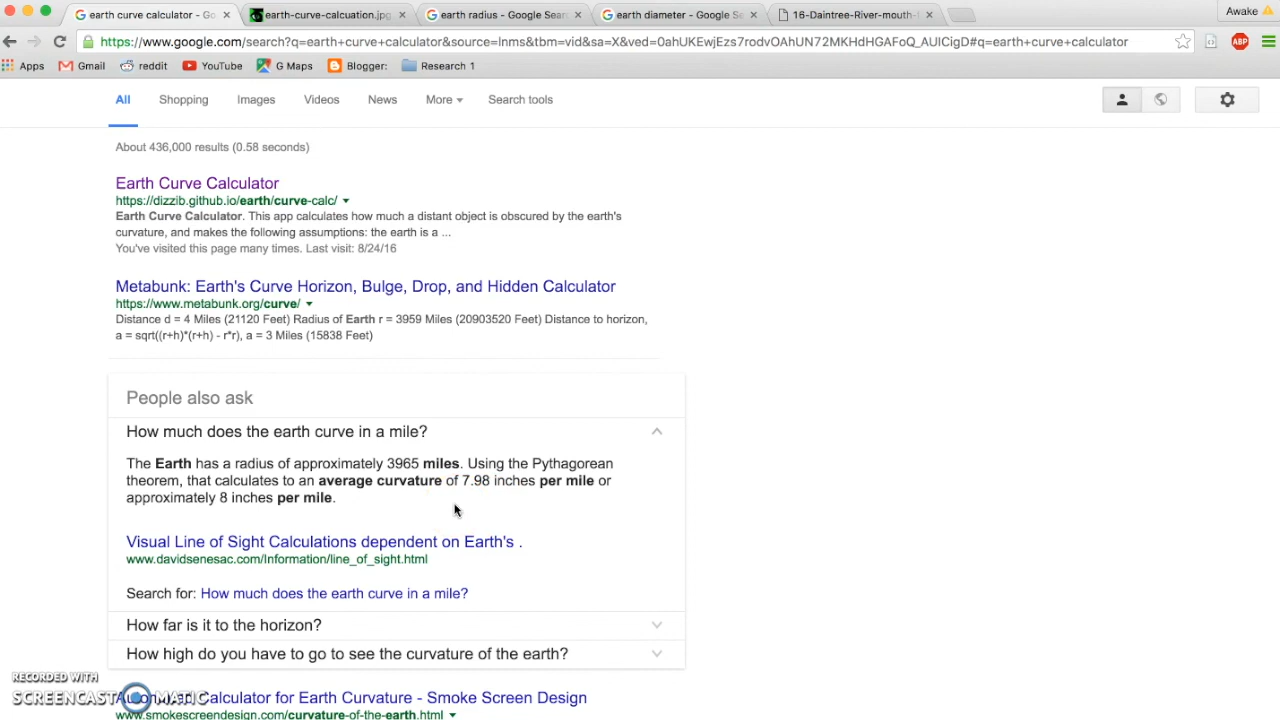 earth curve calculator - Go
earth-curve-calcuation.jpg
earth radius - Google Sear
earth diameter - Google Se
16-Daintree-River-mouth-
Awake
https://www.google.com/search?q=earth+curve+calculator&source=lnms&tbm=vid&sa=X&ved=0ahUKEwjEzs7rodvOAhUN72MKHdHGAFoQ_AUICigD#q=earth+curve+calculator
ABP
Apps Gmail reddit YouTube G Maps Blogger: Research 1
All Shopping Images Videos News More Search tools
About 436,000 results (0.58 seconds)
Earth Curve Calculator
https://dizzib.github.io/earth/curve-calc/
Earth Curve Calculator. This app calculates how much a distant object is obscured by the earth's
curvature, and makes the following assumptions: the earth is a ...
You've visited this page many times. Last visit: 8/24/16
Metabunk: Earth's Curve Horizon, Bulge, Drop, and Hidden Calculator
https://www.metabunk.org/curve/
Distance d = 4 Miles (21120 Feet) Radius of Earth r = 3959 Miles (20903520 Feet) Distance to horizon,
a = sqrt((r+h)*(r+h) - r*r), a = 3 Miles (15838 Feet)
People also ask
How much does the earth curve in a mile?
The Earth has a radius of approximately 3965 miles. Using the Pythagorean
theorem, that calculates to an average curvature of 7.98 inches per mile or
approximately 8 inches per mile.
Visual Line of Sight Calculations dependent on Earth's .
www.davidsenesac.com/Information/line_of_sight.html
Search for: How much does the earth curve in a mile?
How far is it to the horizon?
How high do you have to go to see the curvature of the earth?
RECORDED WITH
SCREENCAST MATIC
Calculator for Earth Curvature - Smoke Screen Design
www.smokescreendesign.com/curvature-of-the-earth.html